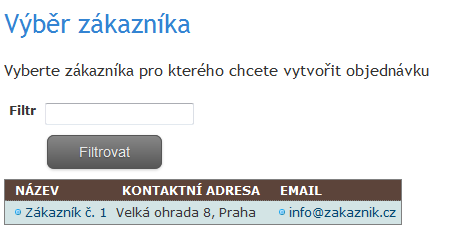 Výběr zákazníka
Vyberte zákazníka pro kterého chcete vytvořit objednávku
Filtr
Filtrovat
NÁZEV KONTAKTNÍ ADRESA EMAIL
Zákazník č. 1 Velká ohrada 8, Praha info@zakaznik.cz